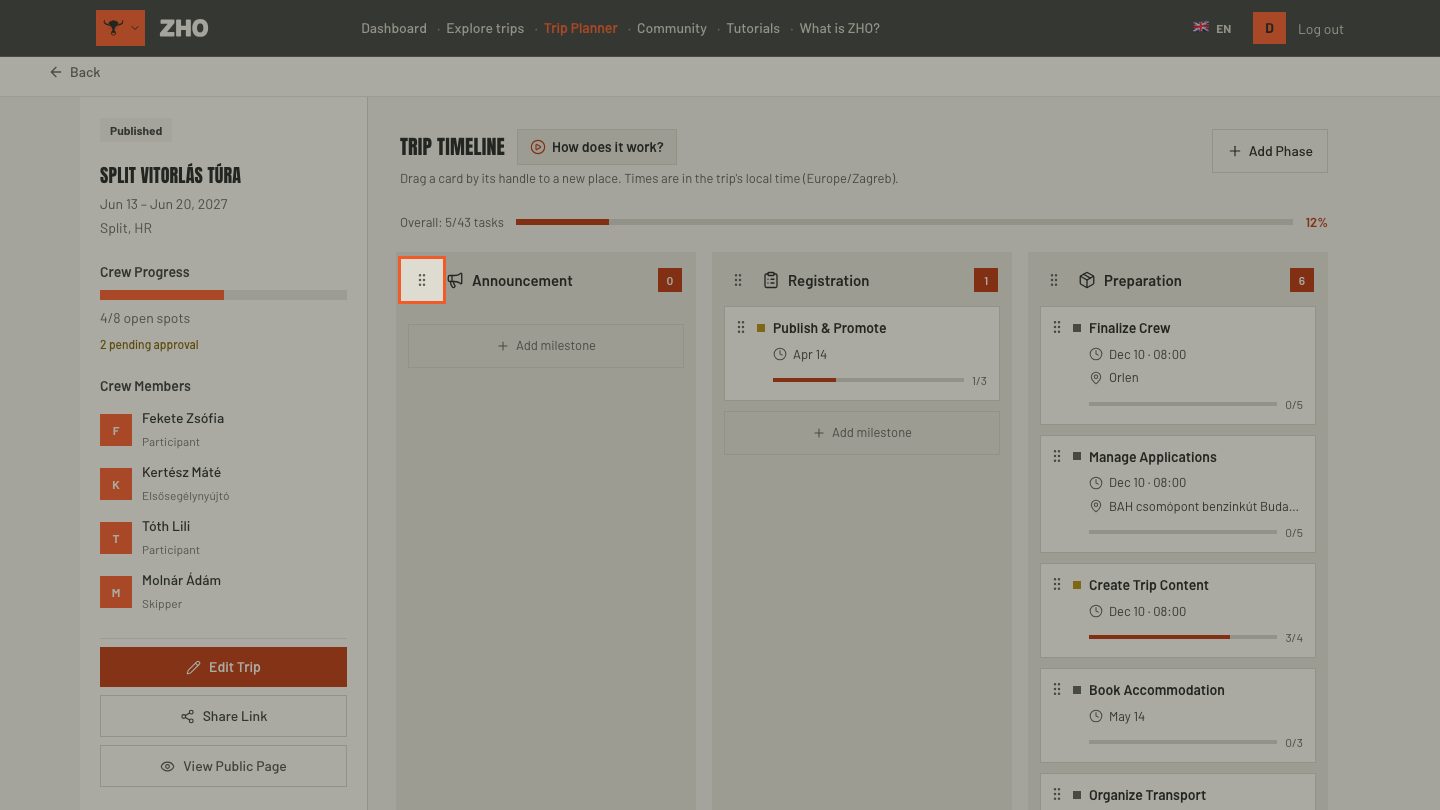 ZHO
Dashboard · Explore trips · Trip Planner · Community · Tutorials · What is ZHO?
EN
D
Log out
Back
Published
SPLIT VITORLÁS TÚRA
Jun 13 – Jun 20, 2027
Split, HR
Crew Progress
4/8 open spots
2 pending approval
Crew Members
F
Fekete Zsófia
Participant
K
Kertész Máté
Elsősegélynyújtó
T
Tóth Lili
Participant
M
Molnár Ádám
Skipper
Edit Trip
Share Link
View Public Page
TRIP TIMELINE
How does it work?
Add Phase
Drag a card by its handle to a new place. Times are in the trip's local time (Europe/Zagreb).
Overall: 5/43 tasks
12%
Announcement
0
Add milestone
Registration
1
Publish & Promote
Apr 14
1/3
Add milestone
Preparation
6
Finalize Crew
Dec 10 · 08:00
Orlen
0/5
Manage Applications
Dec 10 · 08:00
BAH csomópont benzinkút Buda...
0/5
Create Trip Content
Dec 10 · 08:00
3/4
Book Accommodation
May 14
0/3
Organize Transport